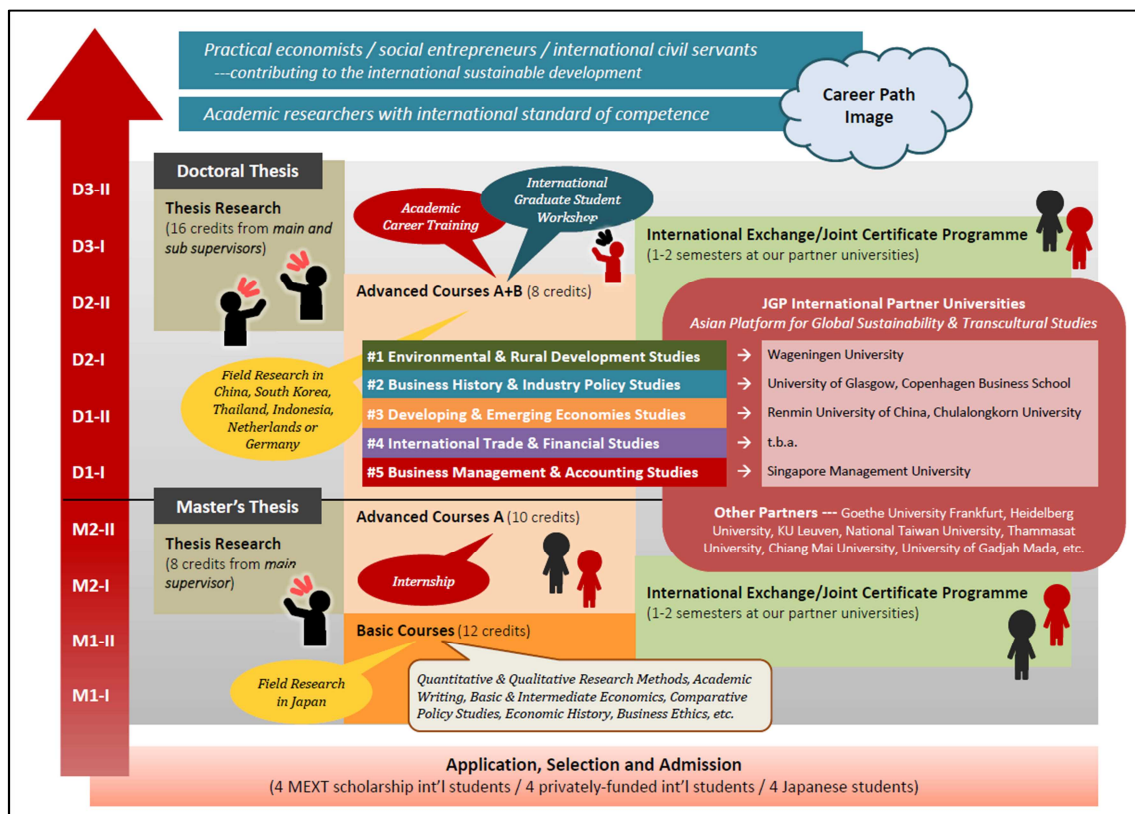 Practical economists / social entrepreneurs / international civil servants
---contributing to the international sustainable development
Academic researchers with international standard of competence
Career Path
Image
D3-II
D3-I
D2-II
D2-I
D1-II
D1-I
M2-II
M2-I
M1-II
M1-I
Doctoral Thesis
Thesis Research
(16 credits from main and
sub supervisors)
Academic
Career Training
International
Graduate Student
Workshop
International Exchange/Joint Certificate Programme
(1-2 semesters at our partner universities)
Advanced Courses A+B (8 credits)
Field Research in
China, South Korea,
Thailand, Indonesia,
Netherlands or
Germany
JGP International Partner Universities
Asian Platform for Global Sustainability & Transcultural Studies
#1 Environmental & Rural Development Studies → Wageningen University
#2 Business History & Industry Policy Studies → University of Glasgow, Copenhagen Business School
#3 Developing & Emerging Economies Studies → Renmin University of China, Chulalongkorn University
#4 International Trade & Financial Studies → t.b.a.
#5 Business Management & Accounting Studies → Singapore Management University
Other Partners --- Goethe University Frankfurt, Heidelberg
University, KU Leuven, National Taiwan University, Thammasat
University, Chiang Mai University, University of Gadjah Mada, etc.
Master's Thesis
Thesis Research
(8 credits from main
supervisor)
Advanced Courses A (10 credits)
Internship
International Exchange/Joint Certificate Programme
(1-2 semesters at our partner universities)
Basic Courses (12 credits)
Field Research
in Japan
Quantitative & Qualitative Research Methods, Academic
Writing, Basic & Intermediate Economics, Comparative
Policy Studies, Economic History, Business Ethics, etc.
Application, Selection and Admission
(4 MEXT scholarship int'l students / 4 privately-funded int'l students / 4 Japanese students)